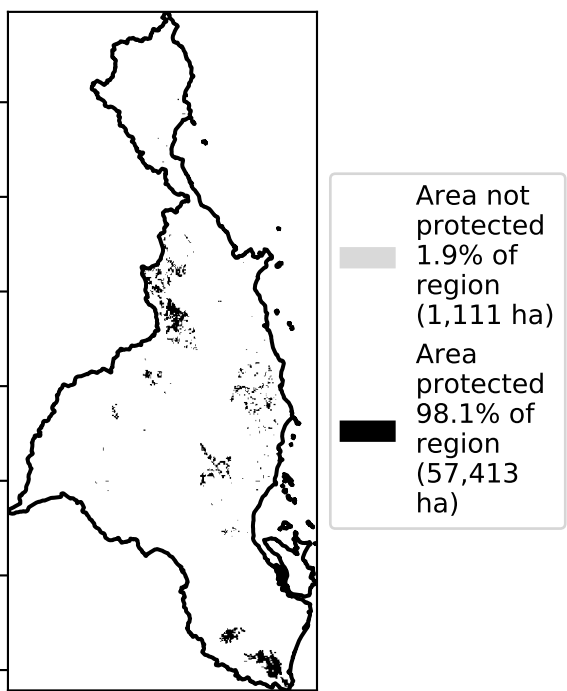 Area not
protected
1.9% of
region
(1,111 ha)
Area
protected
98.1% of
region
(57,413
ha)